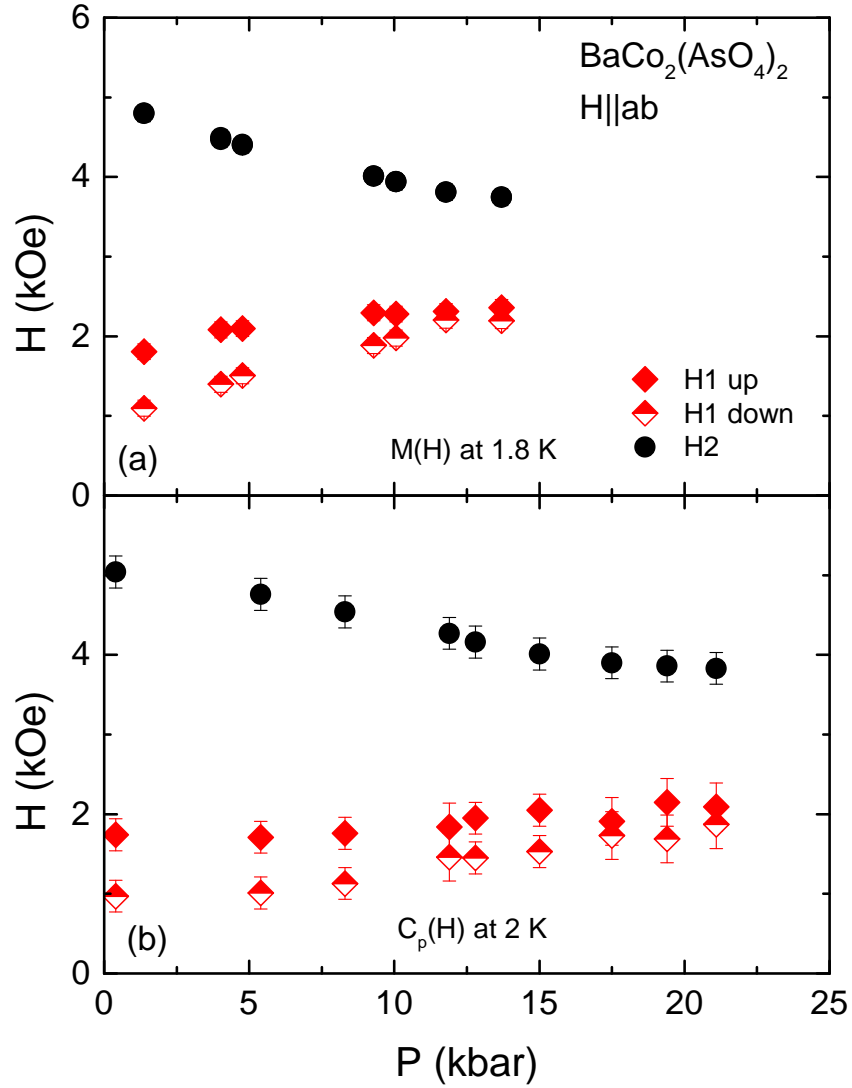 6
BaCo₂(AsO₄)₂
H||ab
4
H (kOe)
2
H1 up
H1 down
H2
(a)
M(H) at 1.8 K
0
4
H (kOe)
2
(b)
Cₚ(H) at 2 K
0
0 5 10 15 20 25
P (kbar)